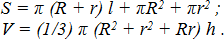 S = π (R + r) l + πR² + πr² ;
V = (1/3) π (R² + r² + Rr) h .